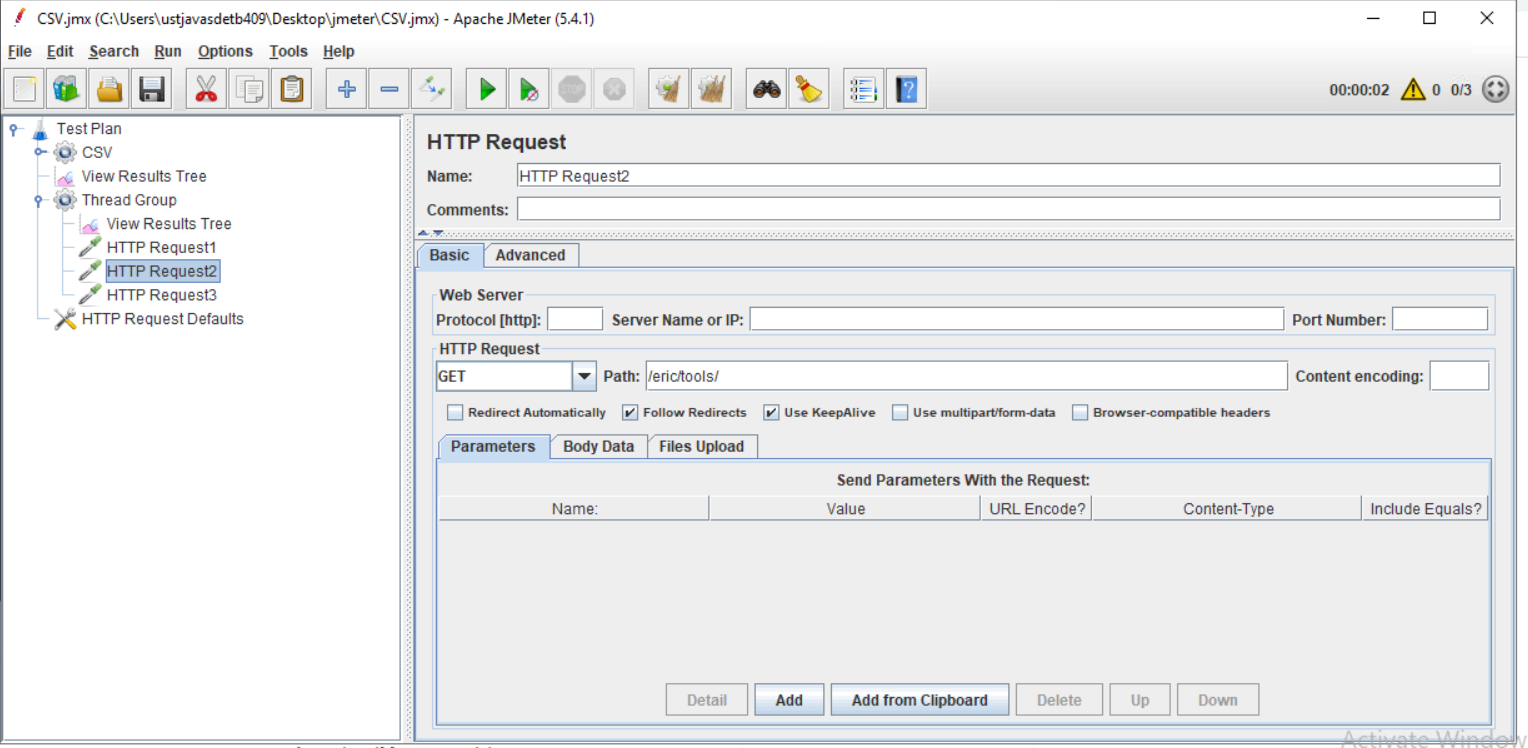 CSV.jmx (C:\Users\ustjavasdetb409\Desktop\jmeter\CSV.jmx) - Apache JMeter (5.4.1)
File Edit Search Run Options Tools Help
STOP
00:00:02 0 0/3
Test Plan
CSV
View Results Tree
Thread Group
View Results Tree
HTTP Request1
HTTP Request2
HTTP Request3
HTTP Request Defaults
HTTP Request
Name: HTTP Request2
Comments:
Basic Advanced
Web Server
Protocol [http]: Server Name or IP: Port Number:
HTTP Request
GET Path: /eric/tools/ Content encoding:
Redirect Automatically Follow Redirects Use KeepAlive Use multipart/form-data Browser-compatible headers
Parameters Body Data Files Upload
Send Parameters With the Request:
Name: Value URL Encode? Content-Type Include Equals?
Detail Add Add from Clipboard Delete Up Down
Activate Window